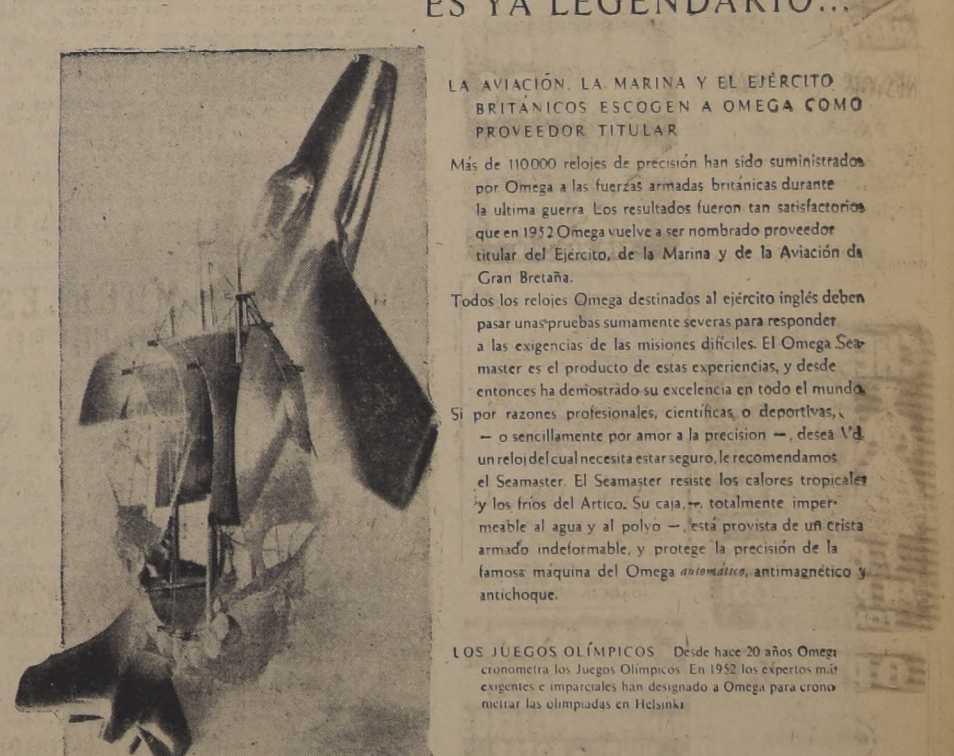 ES YA LEGENDARIO...
LA AVIACIÓN, LA MARINA Y EL EJÉRCITO
BRITÁNICOS ESCOGEN A OMEGA COMO
PROVEEDOR TITULAR
Más de 110000 relojes de precisión han sido suministrados
por Omega a las fuerzas armadas británicas durante
la ultima guerra Los resultados fueron tan satisfactorios
que en 1952 Omega vuelve a ser nombrado proveedor
titular del Ejército, de la Marina y de la Aviación de
Gran Bretaña.
Todos los relojes Omega destinados al ejército inglés deben
pasar unas pruebas sumamente severas para responder
a las exigencias de las misiones difíciles. El Omega Sea-
master es el producto de estas experiencias, y desde
entonces ha demostrado su excelencia en todo el mundo.
Si por razones profesionales, científicas o deportivas,
— o sencillamente por amor a la precision —, desea Vd.
un reloj del cual necesita estar seguro, le recomendamos
el Seamaster. El Seamaster resiste los calores tropicales
y los fríos del Artico. Su caja, —, totalmente imper-
meable al agua y al polvo —, está provista de un crista
armado indeformable, y protege la precisión de la
famosa máquina del Omega automático, antimagnético y
antichoque.
LOS JUEGOS OLÍMPICOS Desde hace 20 años Omega
cronometra los Juegos Olímpicos En 1952 los expertos más
exigentes e imparciales han designado a Omega para crono
metrar las olimpiadas en Helsinki